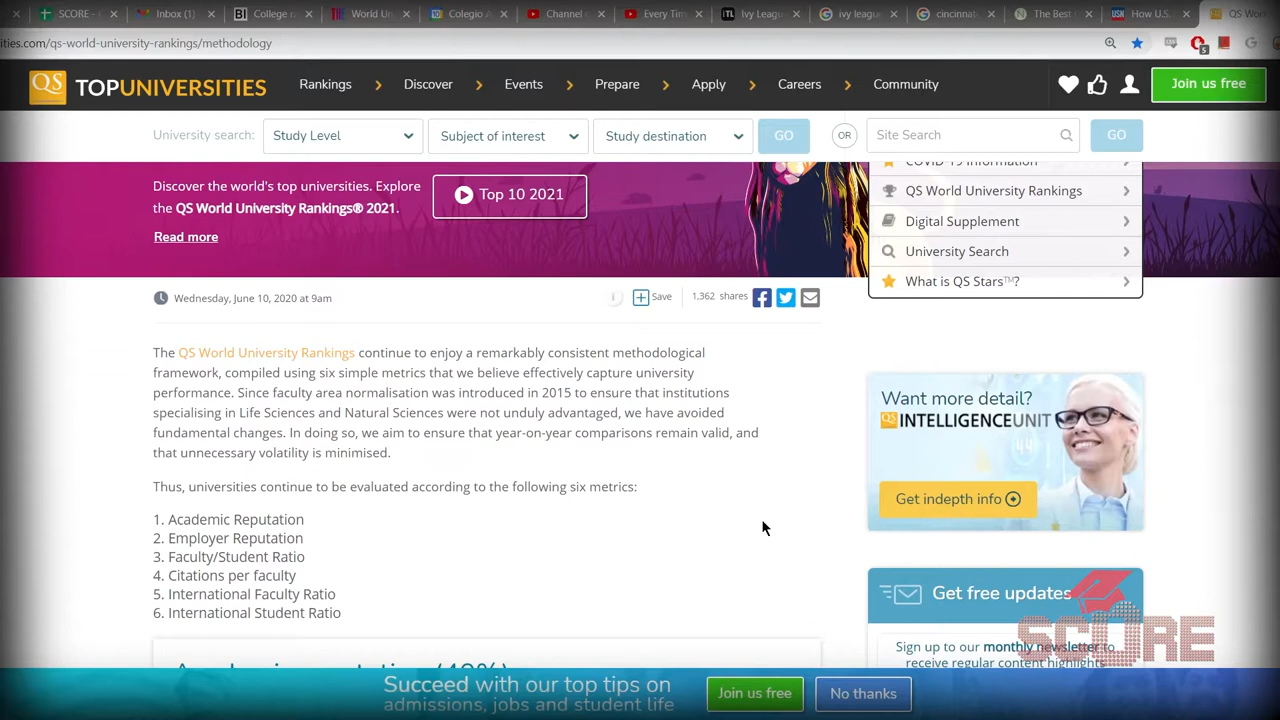 SCORE -
Inbox (1)
College r
World Un
Colegio A
Channel c
Every Tim
Ivy Leagu
ivy league
cincinnat
The Best
How U.S.
QS Wor
ities.com/qs-world-university-rankings/methodology
5
QS TOPUNIVERSITIES Rankings Discover Events Prepare Apply Careers Community Join us free
University search: Study Level Subject of interest Study destination GO OR Site Search GO
Discover the world's top universities. Explore
the QS World University Rankings® 2021.
Read more
Top 10 2021
COVID-19 Information
QS World University Rankings
Digital Supplement
University Search
What is QS Stars™?
Wednesday, June 10, 2020 at 9am
Save 1,362 shares
The QS World University Rankings continue to enjoy a remarkably consistent methodological
framework, compiled using six simple metrics that we believe effectively capture university
performance. Since faculty area normalisation was introduced in 2015 to ensure that institutions
specialising in Life Sciences and Natural Sciences were not unduly advantaged, we have avoided
fundamental changes. In doing so, we aim to ensure that year-on-year comparisons remain valid, and
that unnecessary volatility is minimised.
Thus, universities continue to be evaluated according to the following six metrics:
1. Academic Reputation
2. Employer Reputation
3. Faculty/Student Ratio
4. Citations per faculty
5. International Faculty Ratio
6. International Student Ratio
Want more detail?
QS INTELLIGENCEUNIT
Get indepth info
Get free updates
SCORE
Sign up to our monthly newsletter to
receive regular content highlights
Succeed with our top tips on
admissions, jobs and student life
Join us free
No thanks